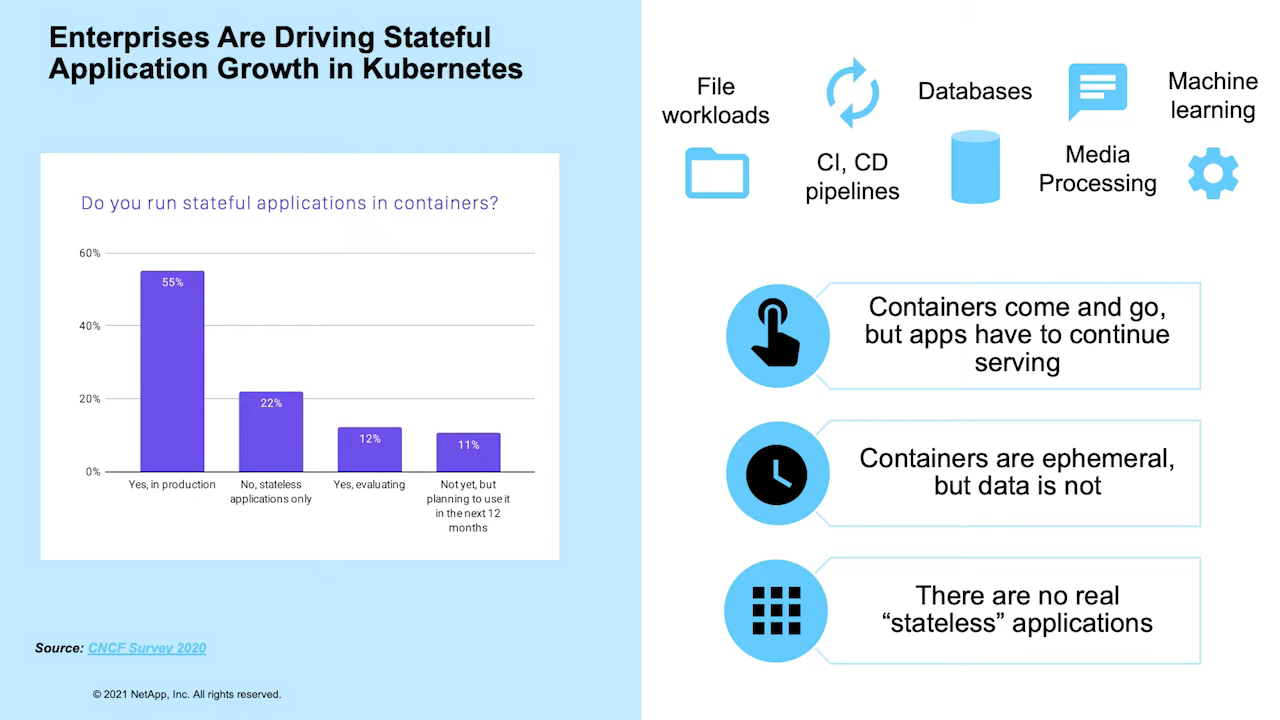 Enterprises Are Driving Stateful
Application Growth in Kubernetes
Do you run stateful applications in containers?
60%
40%
20%
0%
55%
22%
12%
11%
Yes, in production
No, stateless
applications only
Yes, evaluating
Not yet, but
planning to use it
in the next 12
months
Source: CNCF Survey 2020
© 2021 NetApp, Inc. All rights reserved.
File
workloads
CI, CD
pipelines
Databases
Media
Processing
Machine
learning
Containers come and go,
but apps have to continue
serving
Containers are ephemeral,
but data is not
There are no real
“stateless” applications